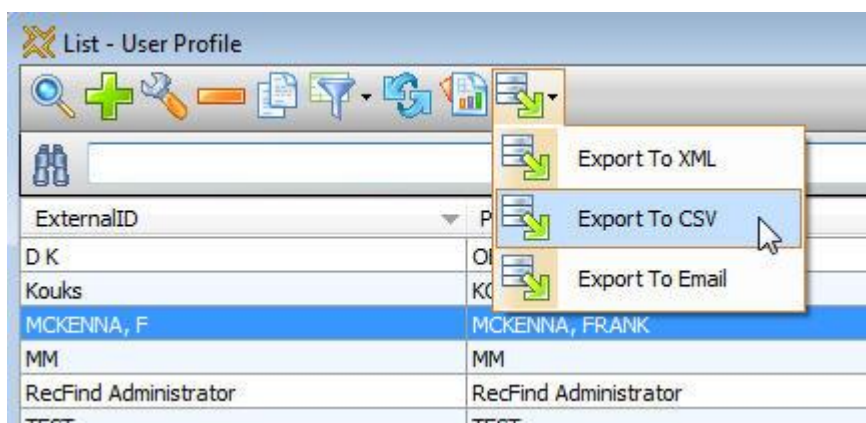 List - User Profile
Export To XML
ExternalID P
Export To CSV
D K
Kouks
Export To Email
MCKENNA, F MCKENNA, FRANK
MM MM
RecFind Administrator RecFind Administrator